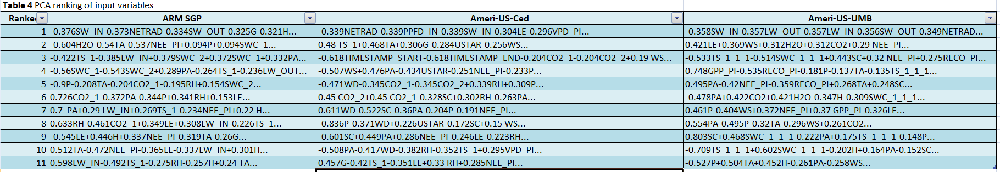 Table 4 PCA ranking of input variables
Ranked ARM SGP Ameri-US-Ced Ameri-US-UMB
1 -0.376SW_IN-0.373NETRAD-0.334SW_OUT-0.325G-0.321H... -0.339NETRAD-0.339PPFD_IN-0.339SW_IN-0.304LE-0.296VPD_PI... -0.358SW_IN-0.357LW_OUT-0.357LW_IN-0.356SW_OUT-0.349NETRAD...
2 -0.604H2O-0.54TA-0.537NEE_PI+0.094P+0.094SWC_1... 0.48 TS_1+0.468TA+0.306G-0.284USTAR-0.256WS... 0.421LE+0.369WS+0.312H2O+0.312CO2+0.29 NEE_PI...
3 -0.422TS_1-0.385LW_IN+0.379SWC_2+0.372SWC_1+0.332PA... -0.618TIMESTAMP_START-0.618TIMESTAMP_END-0.204CO2_1-0.204CO2_2+0.19 WS... -0.533TS_1_1_1-0.514SWC_1_1_1+0.443SC+0.32 NEE_PI+0.275RECO_PI...
4 -0.56SWC_1-0.543SWC_2+0.289PA-0.264TS_1-0.236LW_OUT... -0.507WS+0.476PA-0.434USTAR-0.251NEE_PI-0.233P... 0.748GPP_PI-0.535RECO_PI-0.181P-0.137TA-0.135TS_1_1_1...
5 -0.9P-0.208TA-0.204CO2_1-0.195RH+0.154SWC_2... -0.471WD-0.345CO2_1-0.345CO2_2+0.339RH+0.309P... 0.495PA-0.42NEE_PI-0.359RECO_PI+0.268TA+0.248SC...
6 0.726CO2_1-0.372PA-0.344P+0.341RH+0.153LE... 0.45 CO2_2+0.45 CO2_1-0.328SC+0.302RH-0.263PA... -0.478PA+0.422CO2+0.421H2O-0.347H-0.309SWC_1_1_1...
7 0.7  PA+0.29 LW_IN+0.269TS_1-0.234NEE_PI+0.22 H... 0.611WD-0.522SC-0.36PA-0.204P-0.191NEE_PI... 0.461P-0.404WS+0.372NEE_PI+0.37 GPP_PI-0.326LE...
8 0.633RH-0.461CO2_1+0.349LE+0.308LW_IN-0.226TS_1... -0.836P-0.371WD+0.226USTAR-0.172SC+0.15 WS... 0.554PA-0.495P-0.32TA-0.296WS+0.261CO2...
9 -0.545LE+0.446H+0.337NEE_PI-0.319TA-0.26G... -0.601SC+0.449PA+0.286NEE_PI-0.246LE-0.223RH... 0.803SC+0.468SWC_1_1_1-0.222PA+0.175TS_1_1_1-0.148P...
10 0.512TA-0.472NEE_PI-0.365LE-0.337LW_IN+0.301H... -0.508PA-0.417WD-0.382RH-0.352TS_1+0.295VPD_PI... -0.709TS_1_1_1+0.602SWC_1_1_1-0.202H+0.164PA-0.152SC...
11 0.598LW_IN-0.492TS_1-0.275RH-0.257H+0.24 TA... 0.457G-0.42TS_1-0.351LE+0.33 RH+0.285NEE_PI... -0.527P+0.504TA+0.452H-0.261PA-0.258WS...